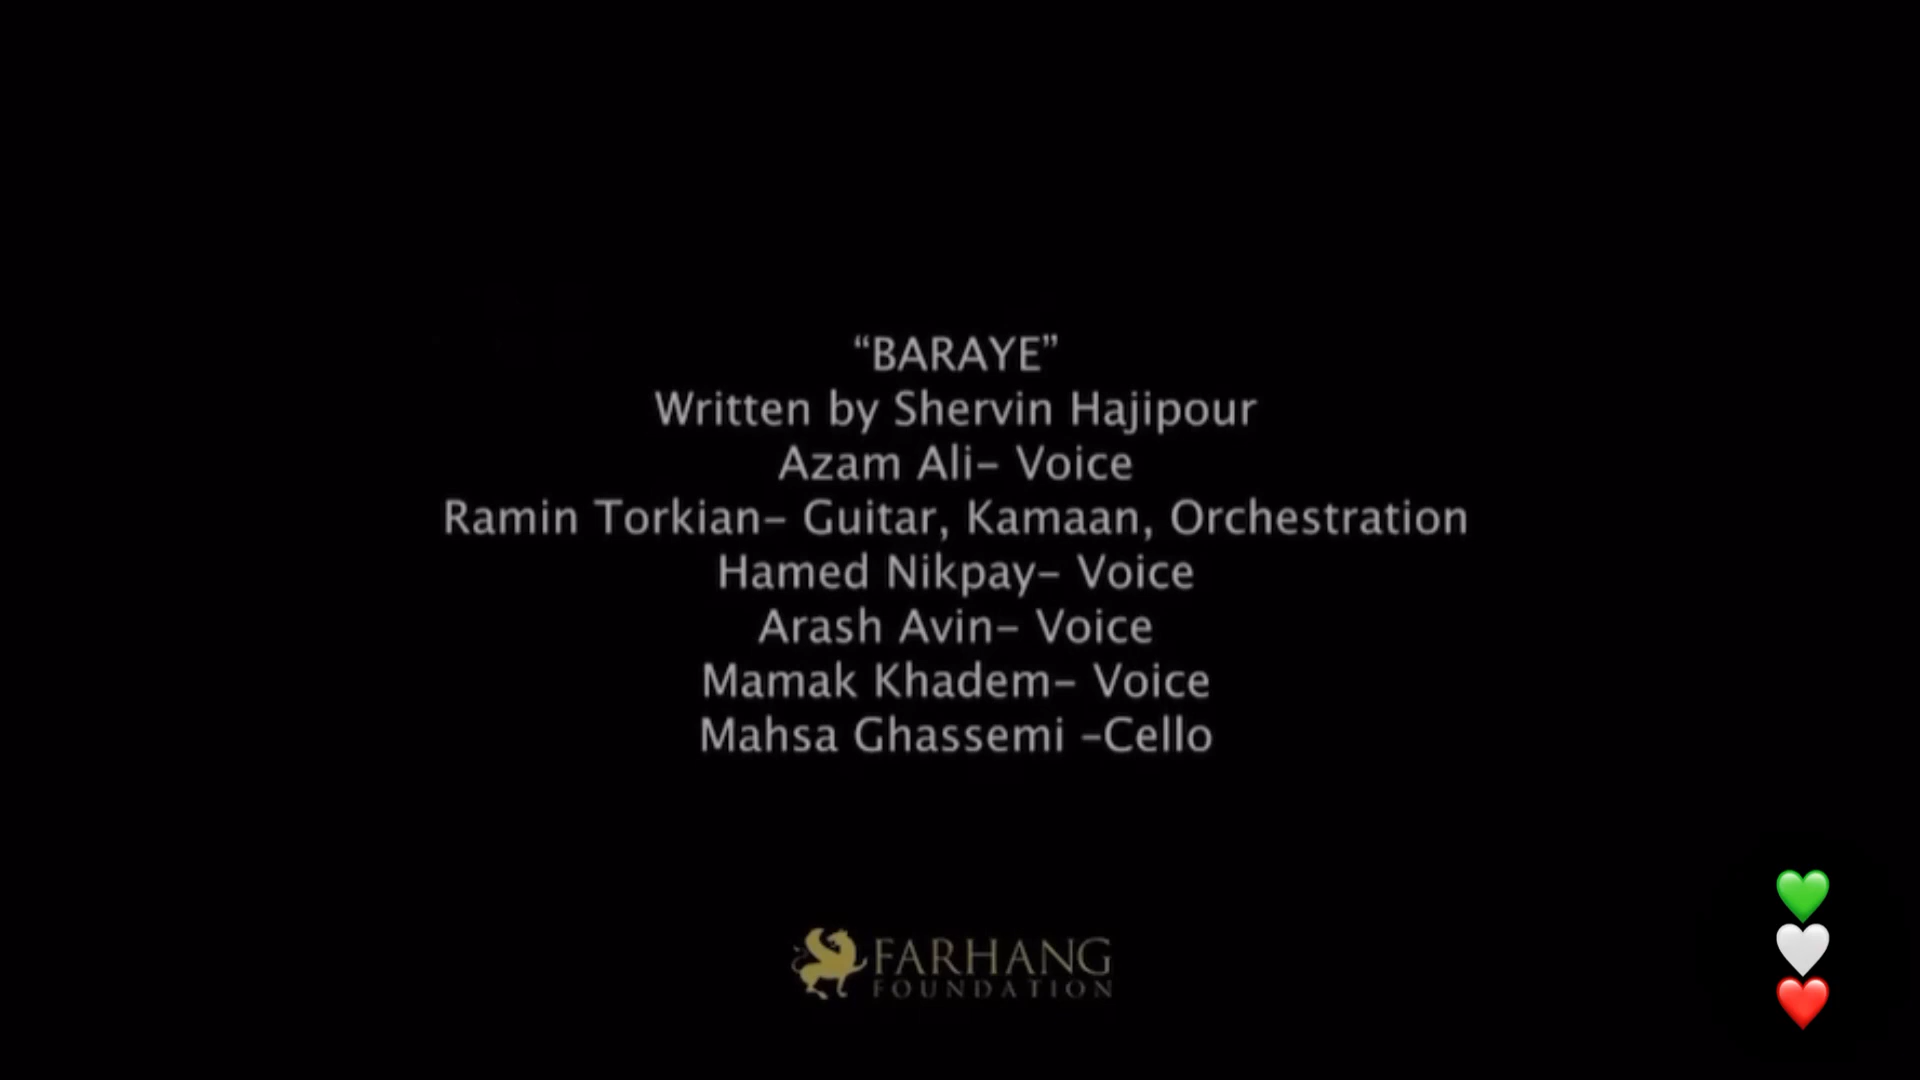 “BARAYE”
Written by Shervin Hajipour
Azam Ali– Voice
Ramin Torkian– Guitar, Kamaan, Orchestration
Hamed Nikpay– Voice
Arash Avin– Voice
Mamak Khadem– Voice
Mahsa Ghassemi –Cello
FARHANG
FOUNDATION